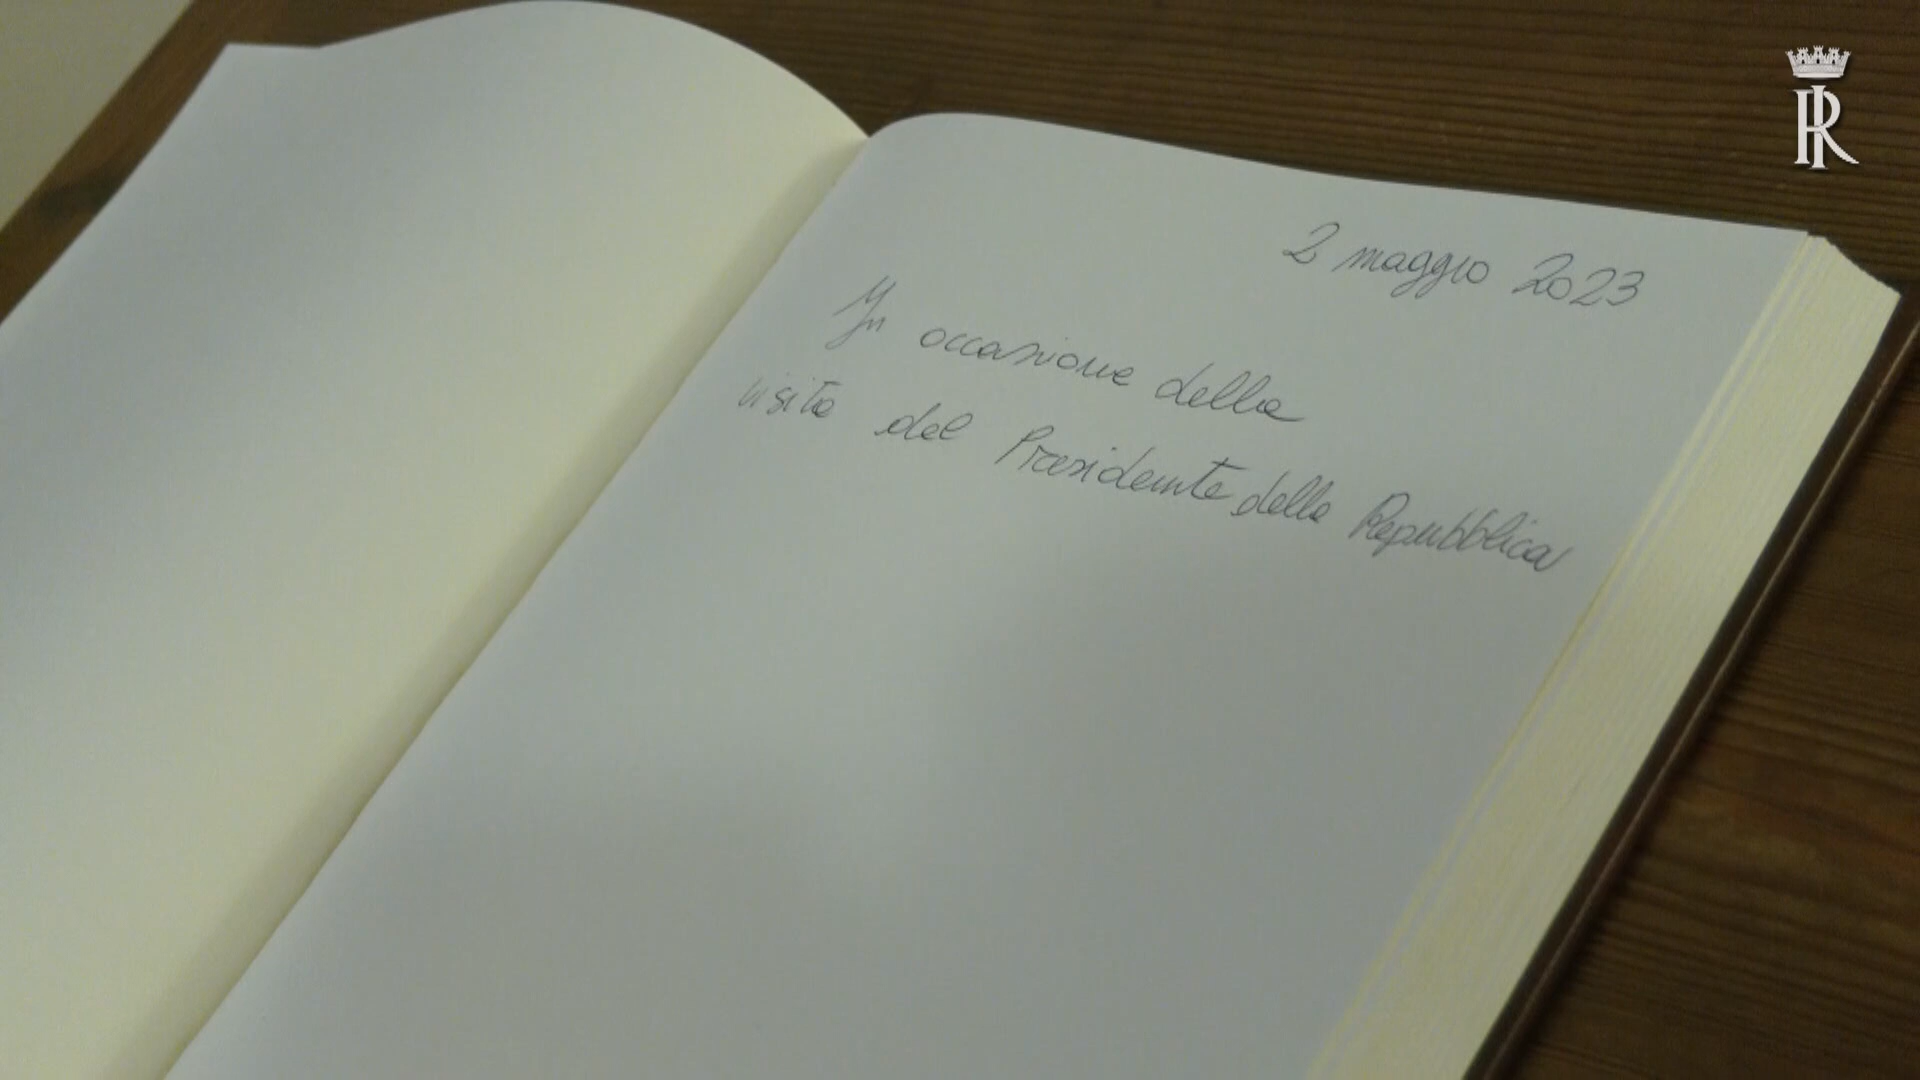 2 maggio 2023
In occasione della
visita del Presidente della Repubblica